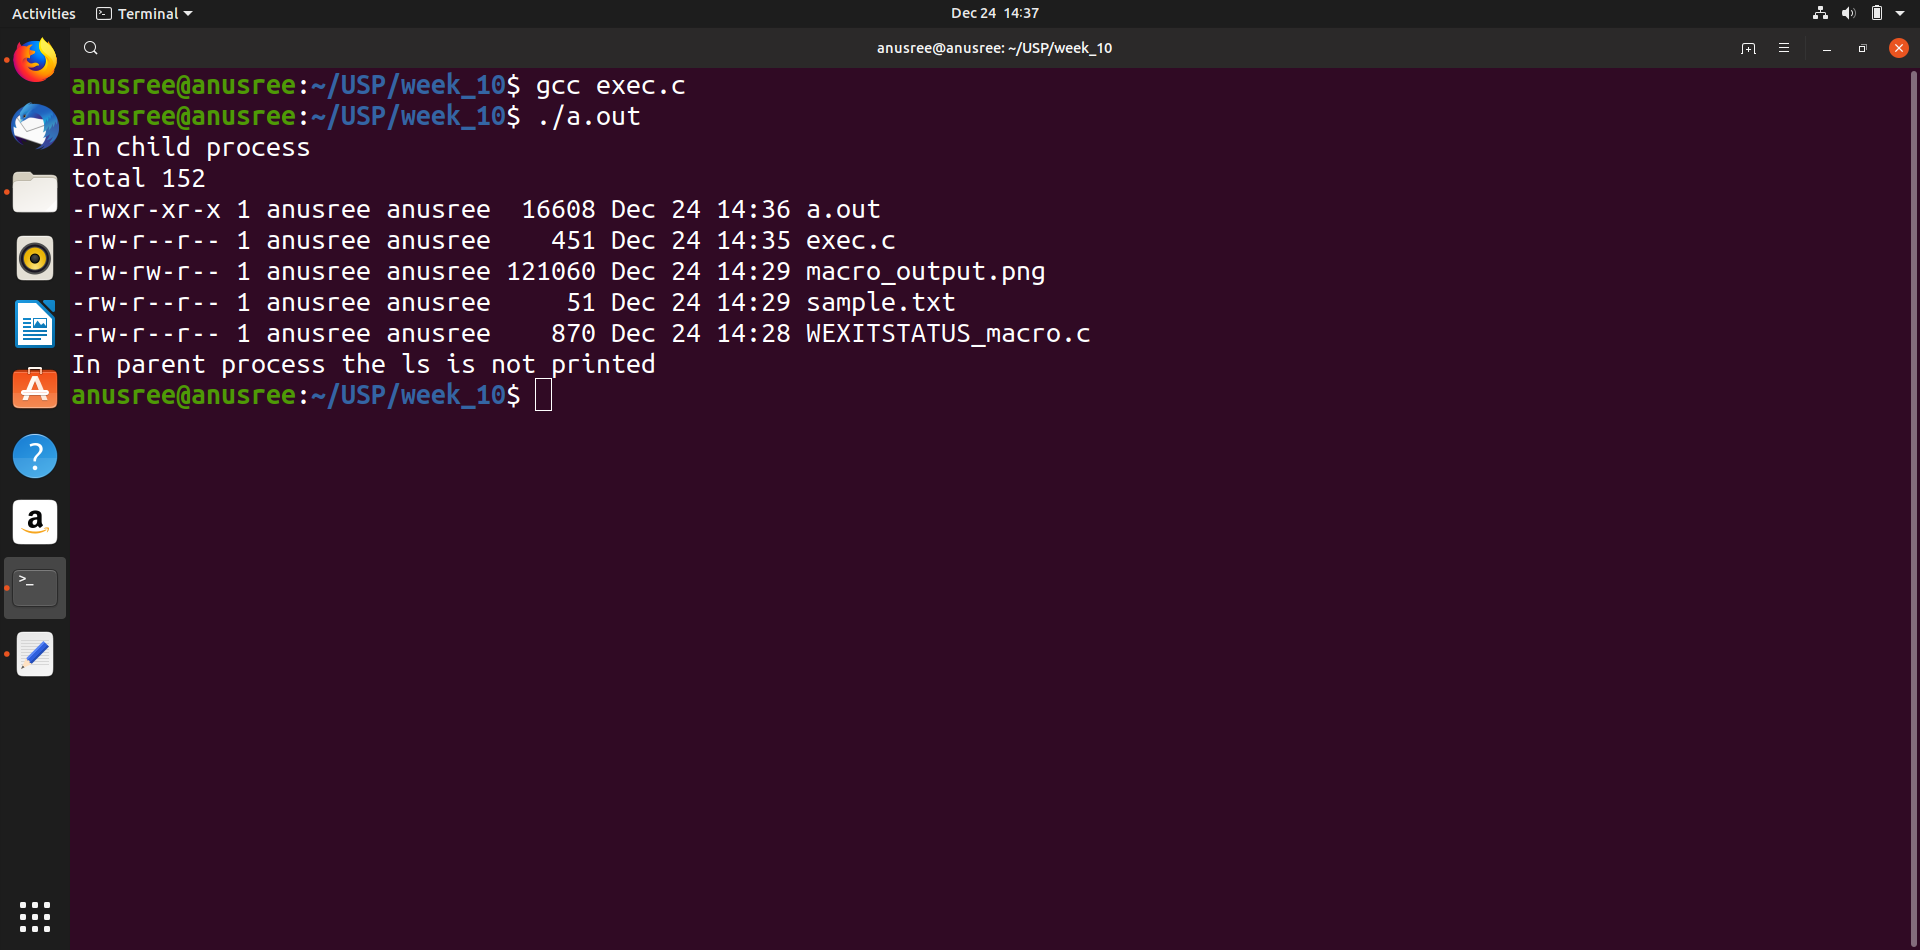 Activities Terminal Dec 24 14:37
anusree@anusree: ~/USP/week_10
anusree@anusree:~/USP/week_10$ gcc exec.c
anusree@anusree:~/USP/week_10$ ./a.out
In child process
total 152
-rwxr-xr-x 1 anusree anusree  16608 Dec 24 14:36 a.out
-rw-r--r-- 1 anusree anusree    451 Dec 24 14:35 exec.c
-rw-rw-r-- 1 anusree anusree 121060 Dec 24 14:29 macro_output.png
-rw-r--r-- 1 anusree anusree     51 Dec 24 14:29 sample.txt
-rw-r--r-- 1 anusree anusree    870 Dec 24 14:28 WEXITSTATUS_macro.c
In parent process the ls is not printed
anusree@anusree:~/USP/week_10$